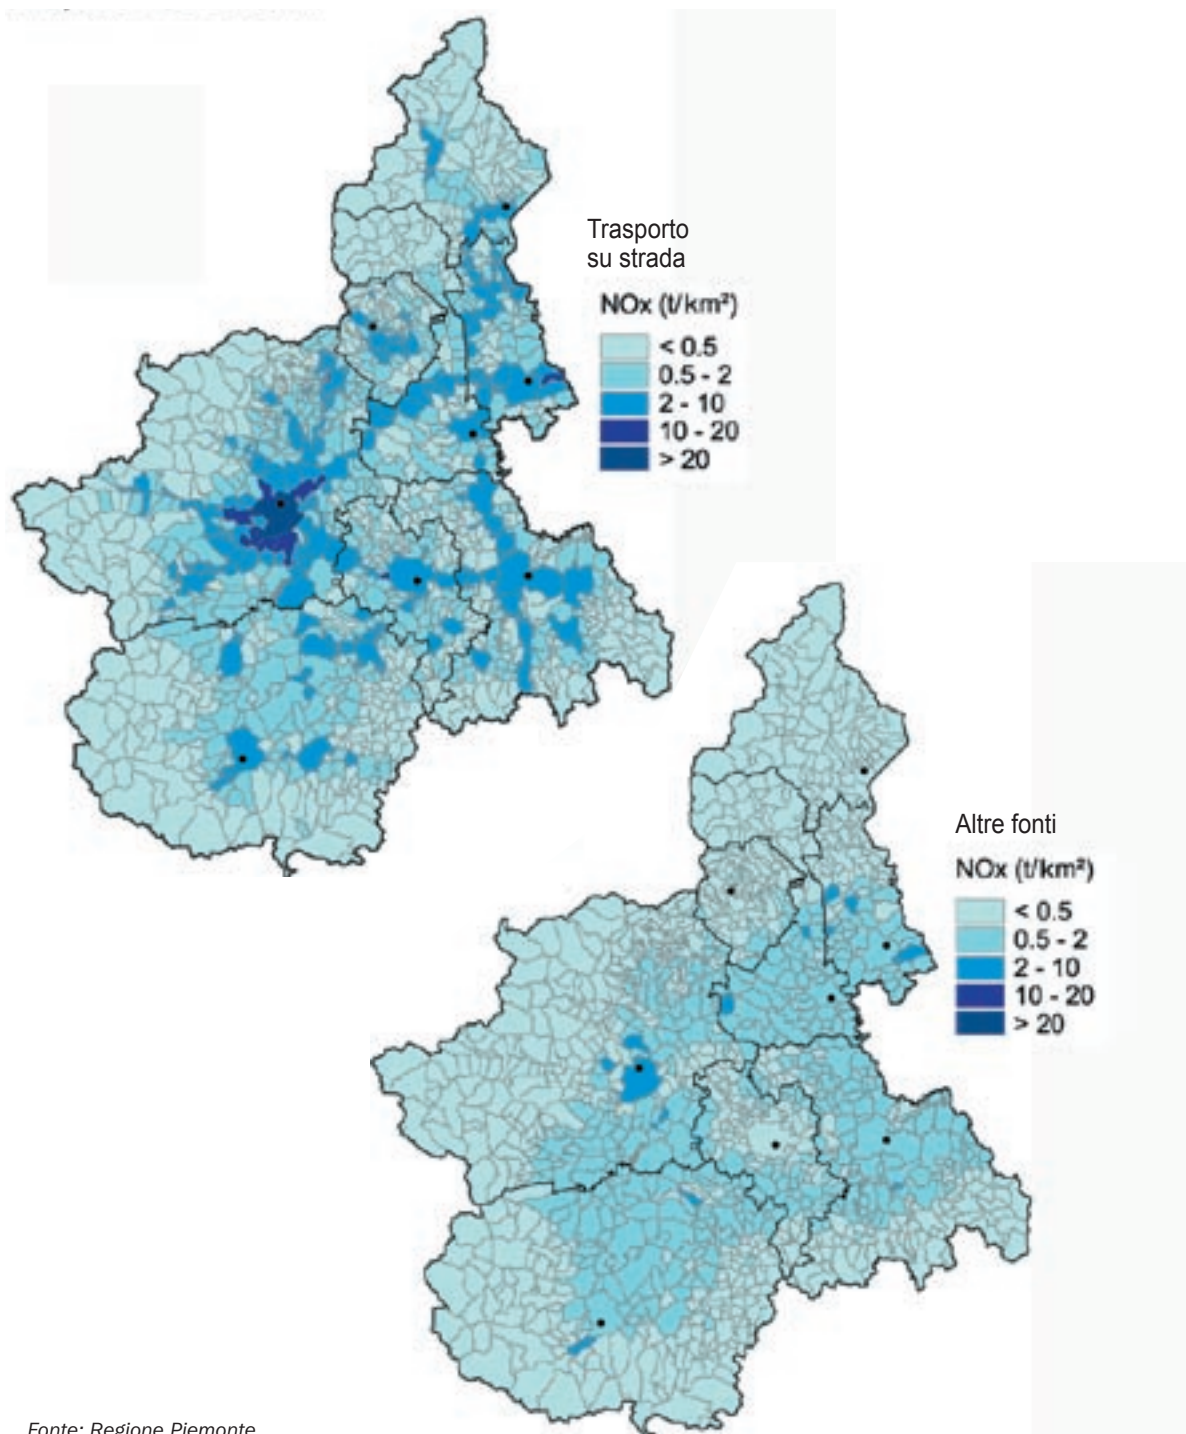 Trasporto
su strada
NOx (t/km²)
< 0.5
0.5 - 2
2 - 10
10 - 20
> 20
Altre fonti
NOx (t/km²)
< 0.5
0.5 - 2
2 - 10
10 - 20
> 20
Fonte: Regione Piemonte